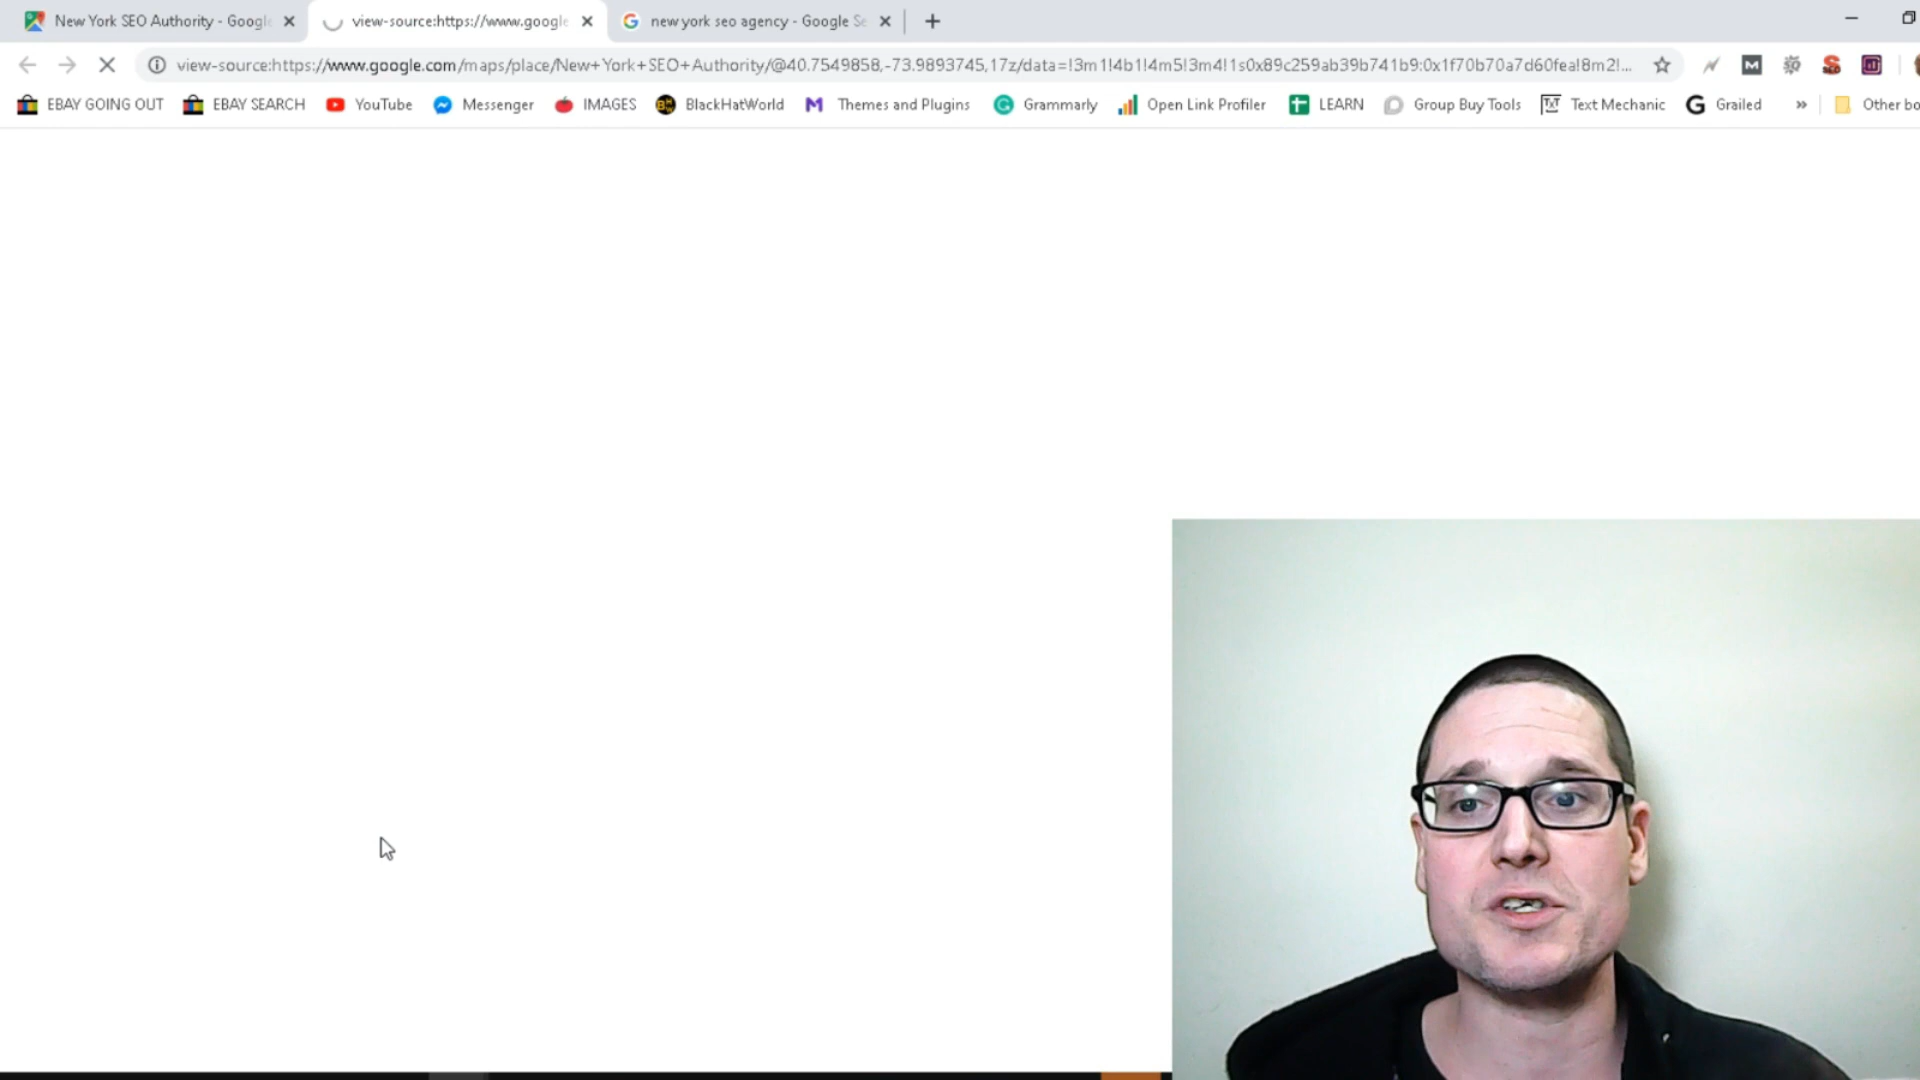 New York SEO Authority - Google
view-source:https://www.google
new york seo agency - Google Se
view-source:https://www.google.com/maps/place/New+York+SEO+Authority/@40.7549858,-73.9893745,17z/data=!3m1!4b1!4m5!3m4!1s0x89c259ab39b741b9:0x1f70b70a7d60fea!8m2!...
EBAY GOING OUT
EBAY SEARCH
YouTube
Messenger
IMAGES
BlackHatWorld
Themes and Plugins
Grammarly
Open Link Profiler
LEARN
Group Buy Tools
Text Mechanic
Grailed
»
Other bo